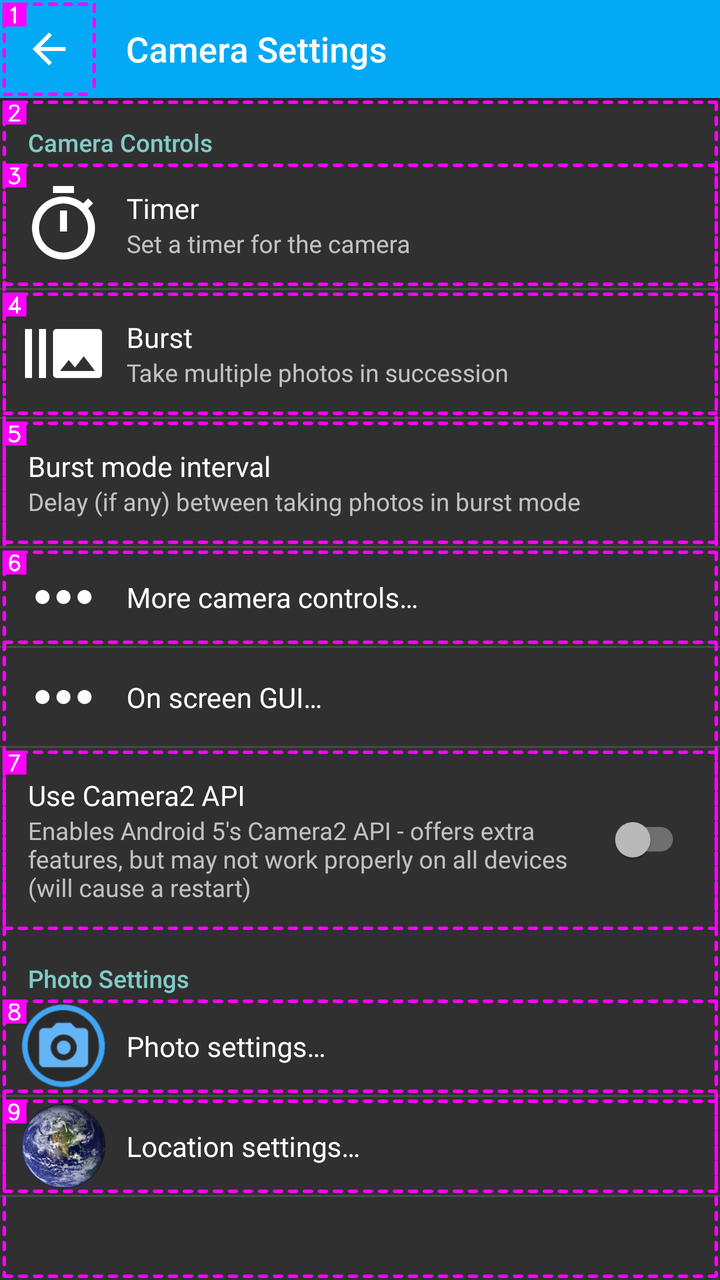 1
Camera Settings
2
Camera Controls
3
Timer
Set a timer for the camera
4
Burst
Take multiple photos in succession
5
Burst mode interval
Delay (if any) between taking photos in burst mode
6
More camera controls...
On screen GUI...
7
Use Camera2 API
Enables Android 5's Camera2 API - offers extra
features, but may not work properly on all devices
(will cause a restart)
Photo Settings
8
Photo settings...
9
Location settings...